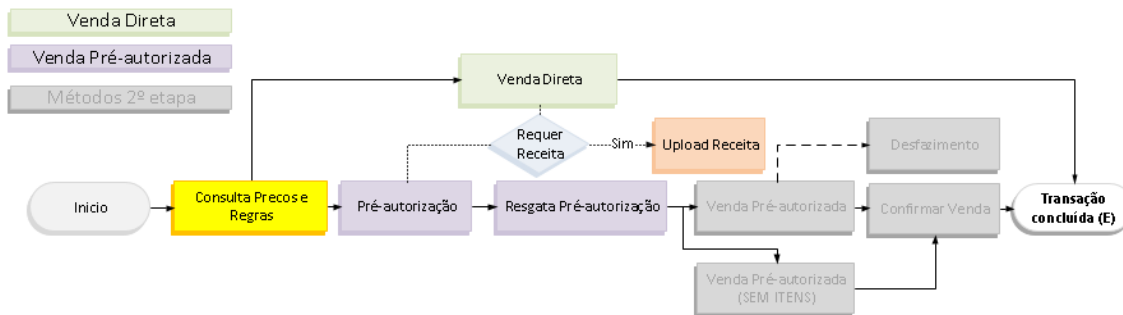 Venda Direta
Venda Pré-autorizada
Métodos 2º etapa
Venda Direta
Requer
Receita
Sim
Upload Receita
Desfazimento
Inicio
Consulta Precos e
Regras
Pré-autorização
Resgata Pré-autorização
Venda Pré-autorizada
Confirmar Venda
Transação
concluída (E)
Venda Pré-autorizada
(SEM ITENS)